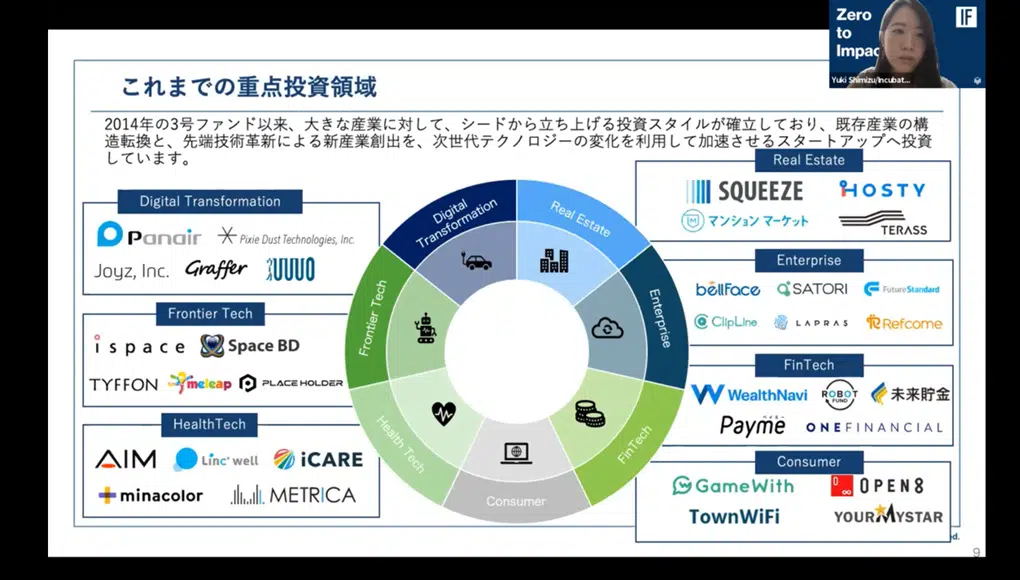 Zero
to
Impac
IF
Yuki Shimizu/Incubat...
これまでの重点投資領域
2014年の3号ファンド以来、大きな産業に対して、シードから立ち上げる投資スタイルが確立しており、既存産業の構
造転換と、先端技術革新による新産業創出を、次世代テクノロジーの変化を利用して加速させるスタートアップへ投資
しています。
Digital Transformation
Panair
Pixie Dust Technologies, Inc.
Joyz, Inc.
Graffer
Frontier Tech
ispace
Space BD
TYFFON
meleap
PLACE HOLDER
HealthTech
AIM
Linc'well
iCARE
minacolor
METRICA
Digital
Transformation
Real Estate
Enterprise
FinTech
Consumer
Health Tech
Frontier Tech
Real Estate
SQUEEZE
HOSTY
マンション マーケット
TERASS
Enterprise
bellFace
SATORI
FutureStandard
ClipLine
LAPRAS
Refcome
FinTech
WealthNavi
ROBOT
FUND
未来貯金
Payme
ペイミー
ONEFINANCIAL
Consumer
GameWith
OPEN8
TownWiFi
YOURMYSTAR
ed.
9